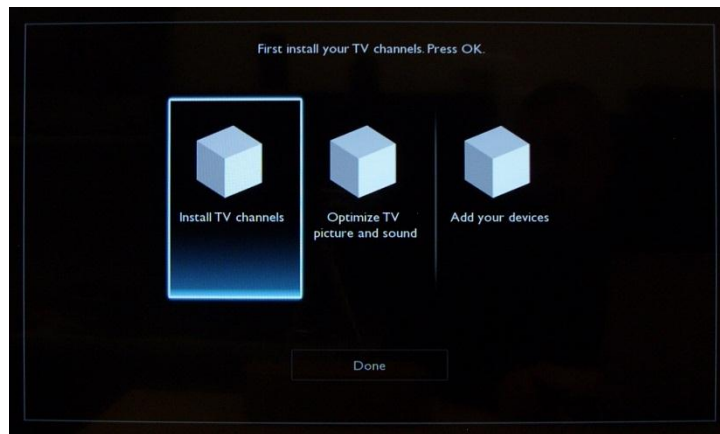 First install your TV channels. Press OK.
Install TV channels
Optimize TV
picture and sound
Add your devices
Done